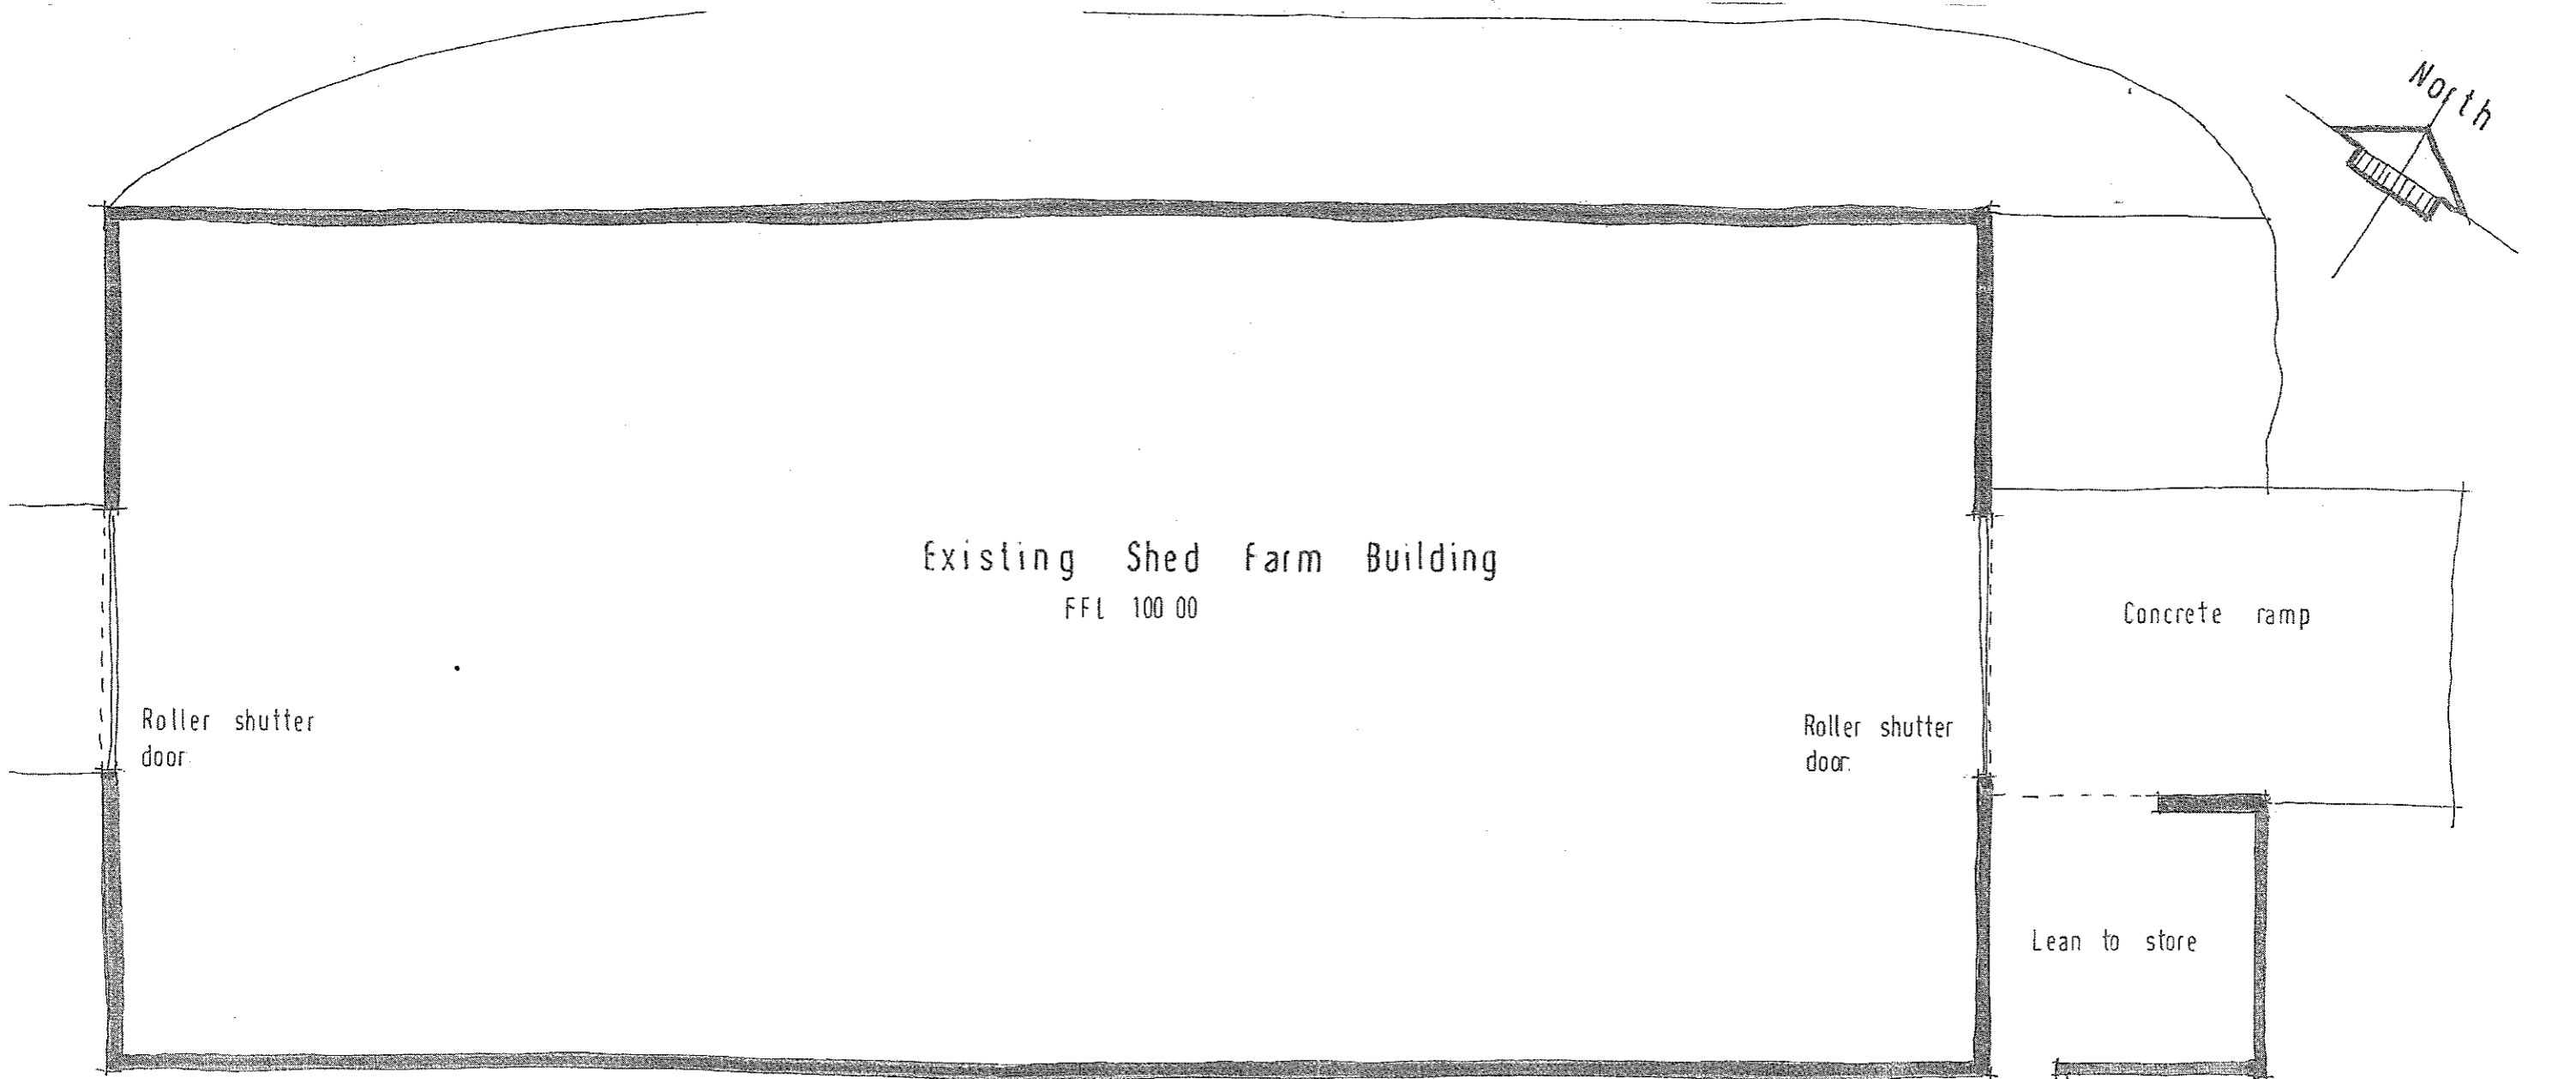 North
Existing Shed Farm Building
FFL 100 00
Concrete ramp
Roller shutter
door.
Roller shutter
door.
Lean to store